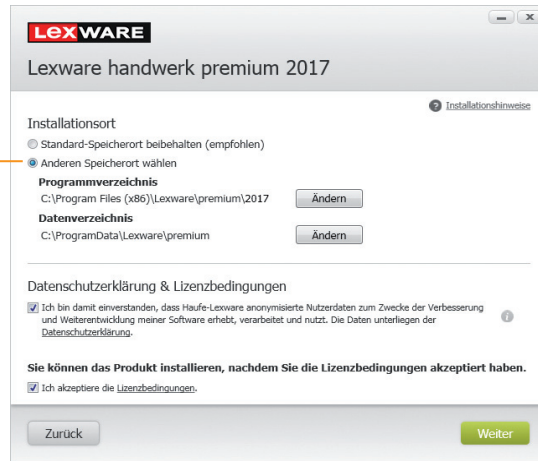 LEXWARE
Lexware handwerk premium 2017
? Installationshinweise
Installationsort
Standard-Speicherort beibehalten (empfohlen)
Anderen Speicherort wählen
Programmverzeichnis
C:\Program Files (x86)\Lexware\premium\2017 Ändern
Datenverzeichnis
C:\ProgramData\Lexware\premium Ändern
Datenschutzerklärung & Lizenzbedingungen
Ich bin damit einverstanden, dass Haufe-Lexware anonymisierte Nutzerdaten zum Zwecke der Verbesserung
und Weiterentwicklung meiner Software erhebt, verarbeitet und nutzt. Die Daten unterliegen der
Datenschutzerklärung.
i
Sie können das Produkt installieren, nachdem Sie die Lizenzbedingungen akzeptiert haben.
Ich akzeptiere die Lizenzbedingungen.
Zurück Weiter